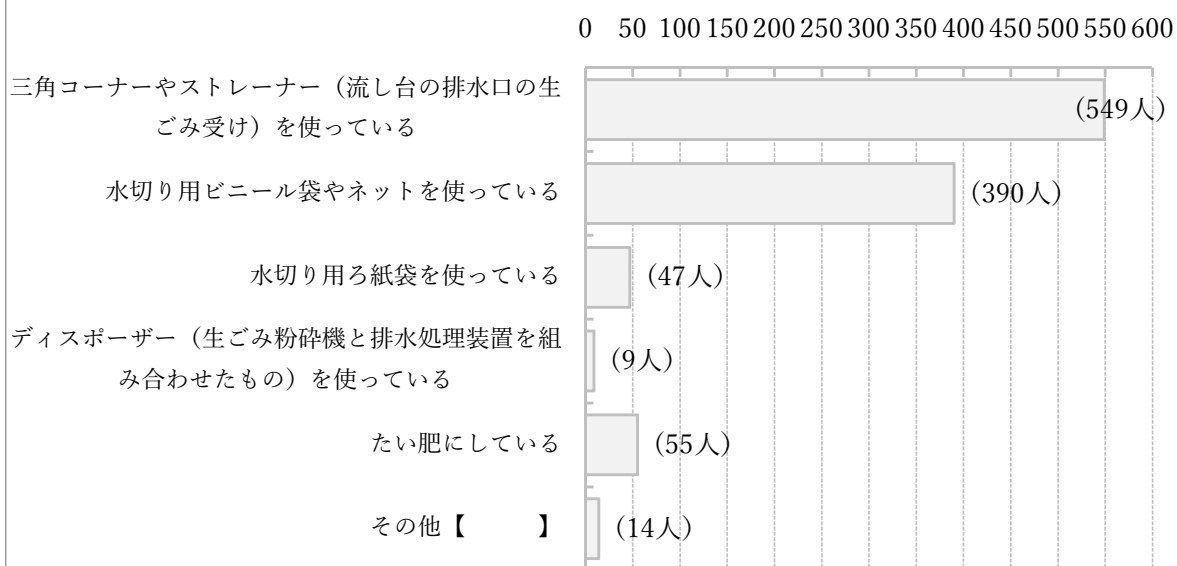 0 50 100 150 200 250 300 350 400 450 500 550 600
三角コーナーやストレーナー（流し台の排水口の生
ごみ受け）を使っている
（549人）
水切り用ビニール袋やネットを使っている
（390人）
水切り用ろ紙袋を使っている
（47人）
ディスポーザー（生ごみ粉砕機と排水処理装置を組
み合わせたもの）を使っている
（9人）
たい肥にしている
（55人）
その他【　　　】
（14人）